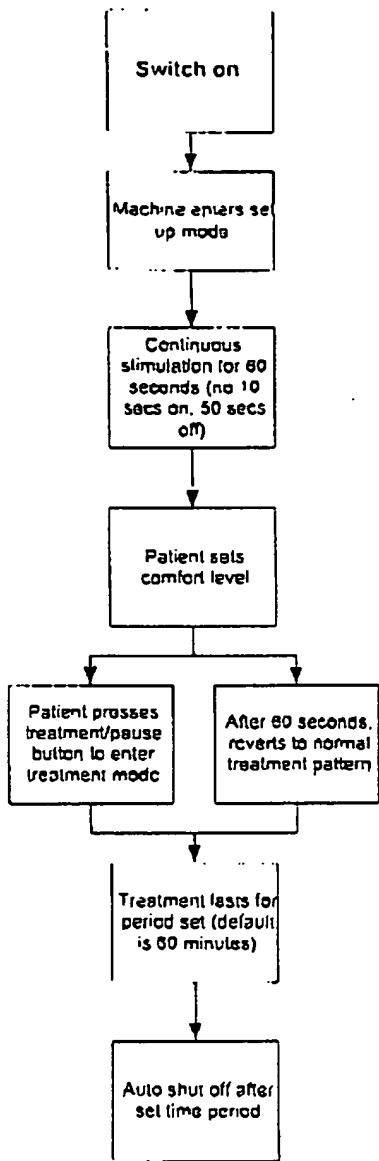 Switch on
Machine enters set
up mode
Continuous
stimulation for 60
seconds (no 10
secs on, 50 secs
off)
Patient sets
comfort level
Patient presses
treatment/pause
button to enter
treatment mode
After 60 seconds,
reverts to normal
treatment pattern
Treatment lasts for
period set (default
is 60 minutes)
Auto shut off after
set time period